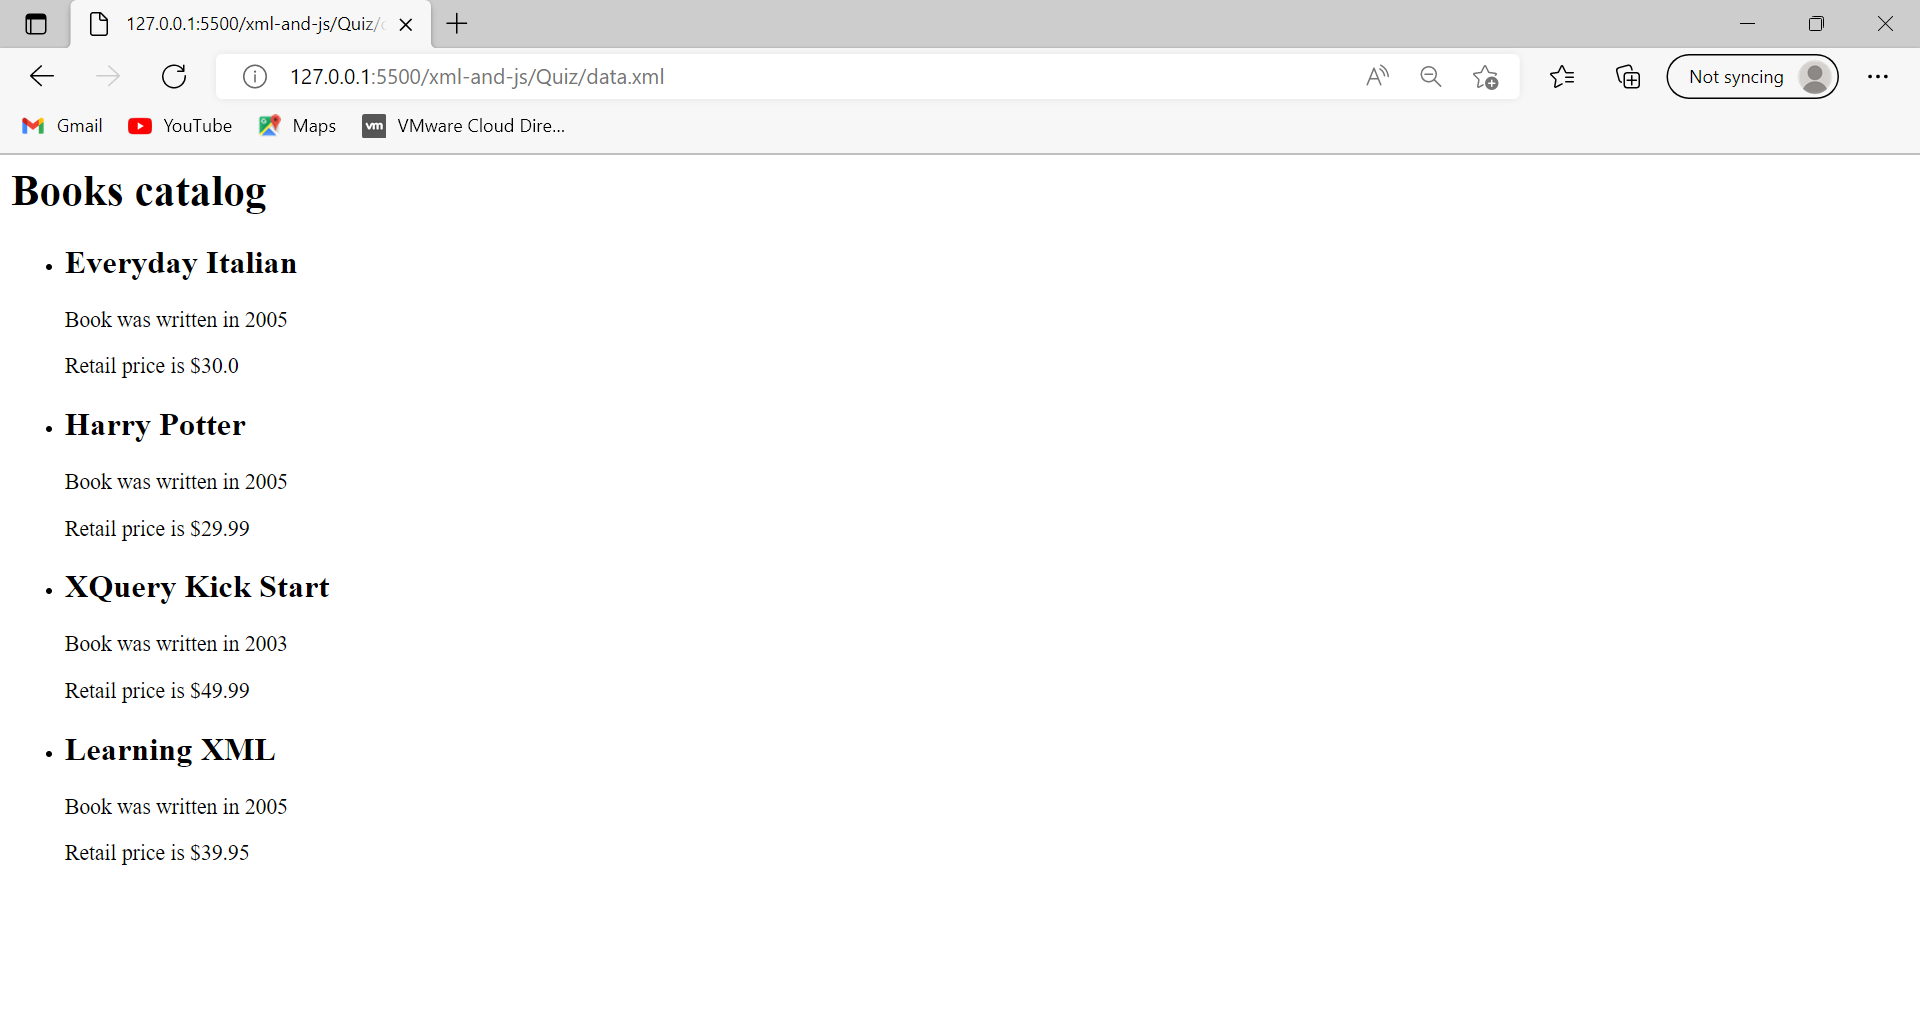 127.0.0.1:5500/xml-and-js/Quiz/
127.0.0.1:5500/xml-and-js/Quiz/data.xml
Not syncing
Gmail
YouTube
Maps
vm
VMware Cloud Dire...
Books catalog
• Everyday Italian
Book was written in 2005
Retail price is $30.0
• Harry Potter
Book was written in 2005
Retail price is $29.99
• XQuery Kick Start
Book was written in 2003
Retail price is $49.99
• Learning XML
Book was written in 2005
Retail price is $39.95